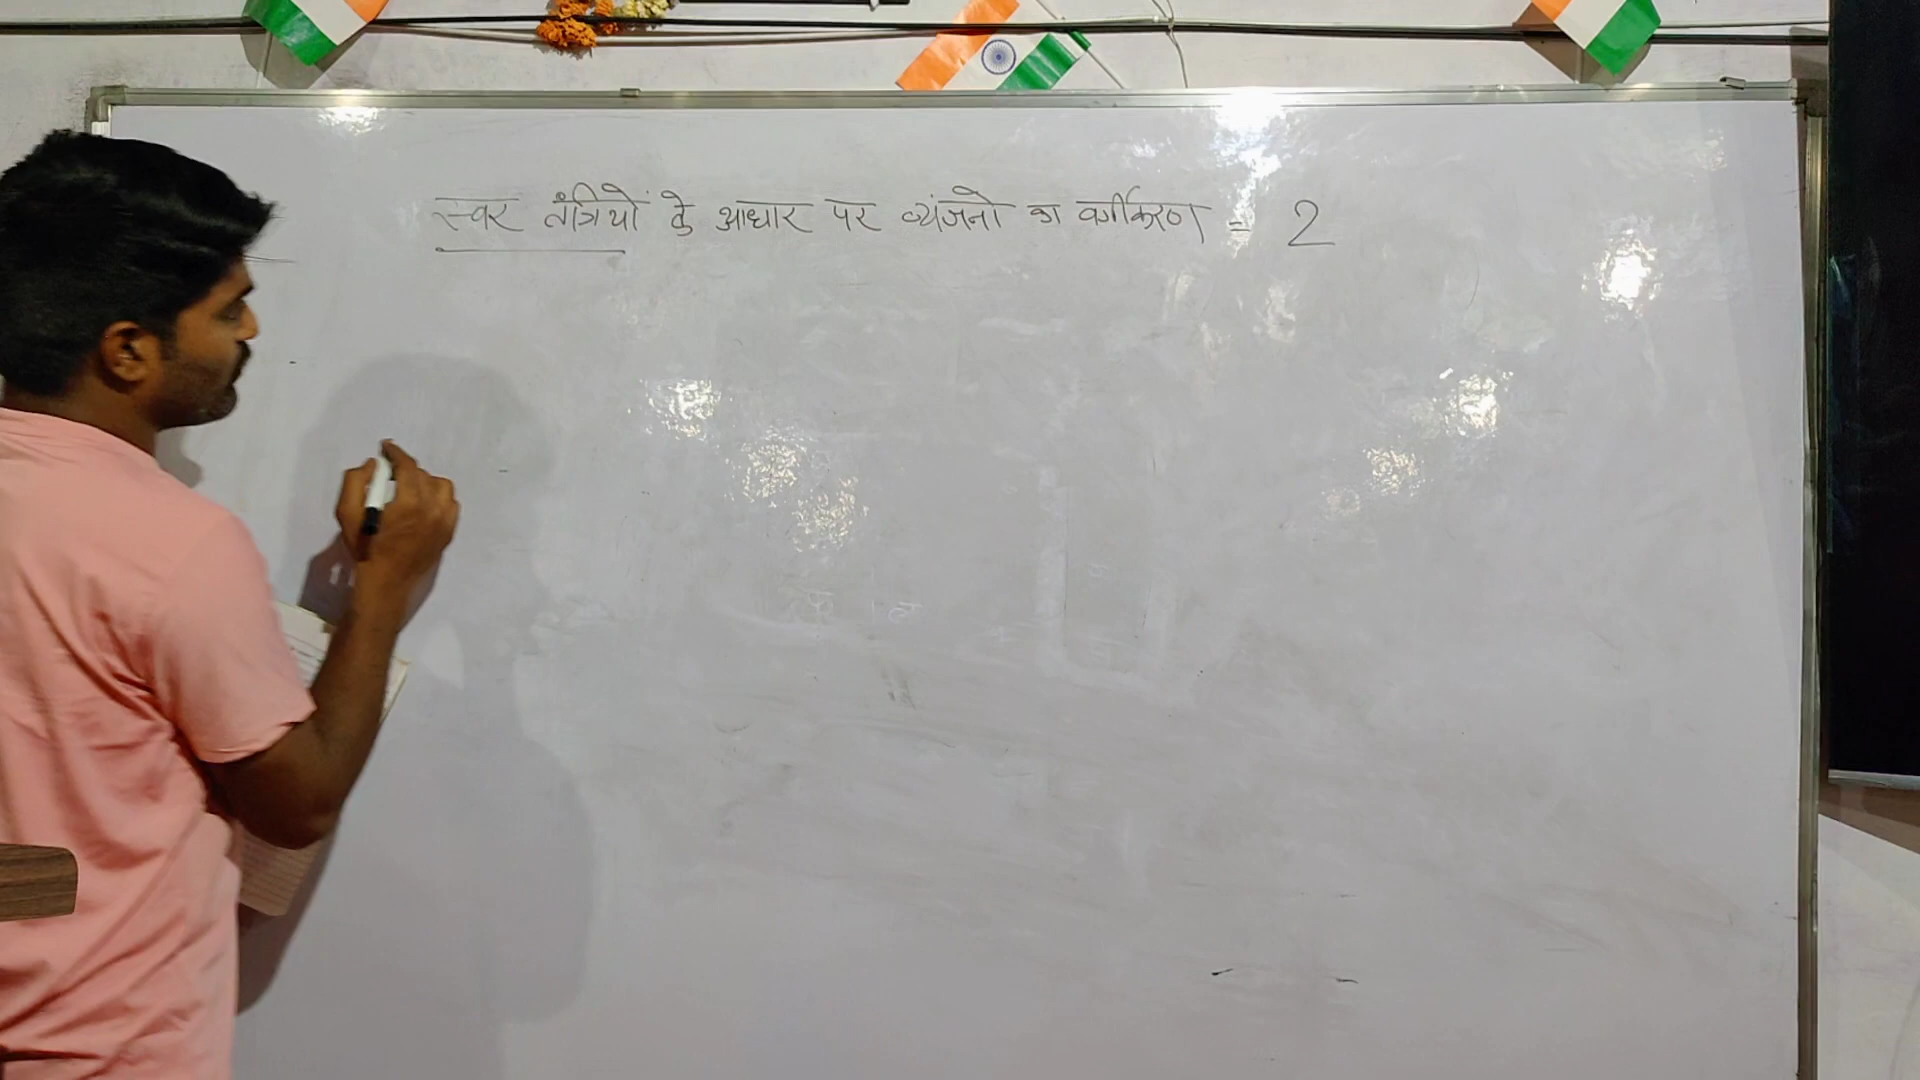 स्वर तंत्रियों के आधार पर व्यंजनो का वर्गीकरण = 2